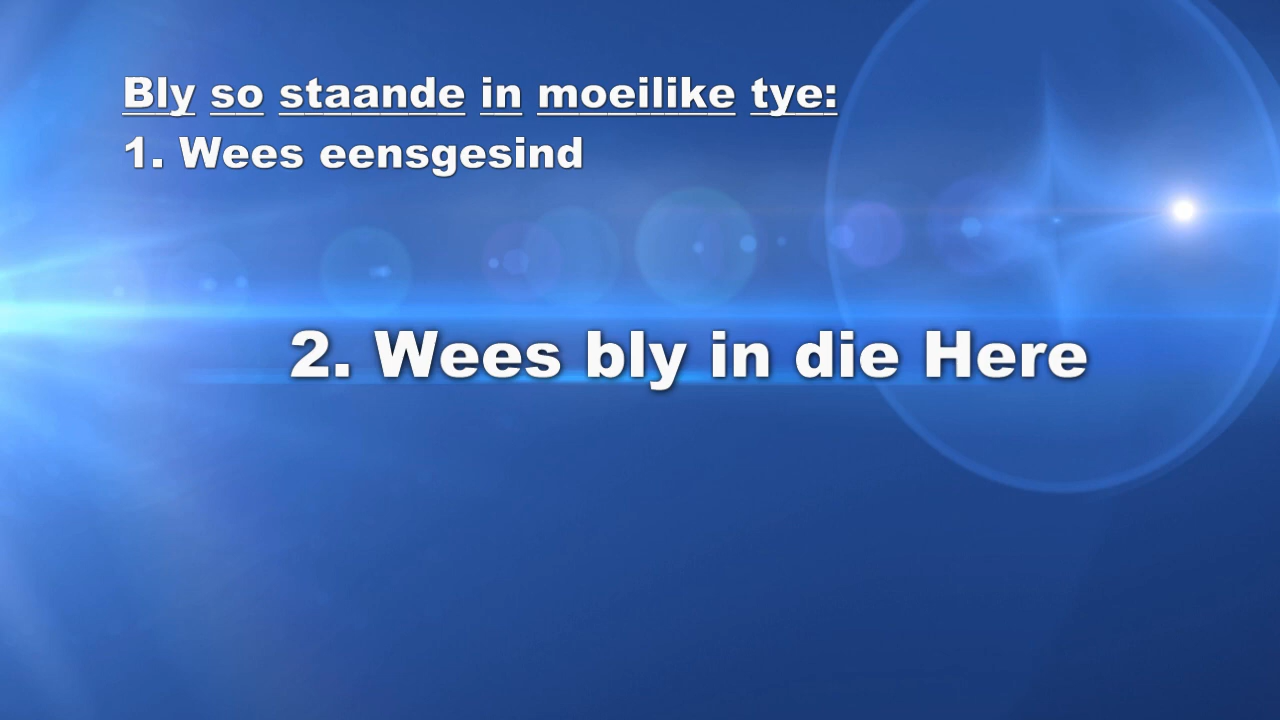 Bly so staande in moeilike tye:
1. Wees eensgesind
2. Wees bly in die Here